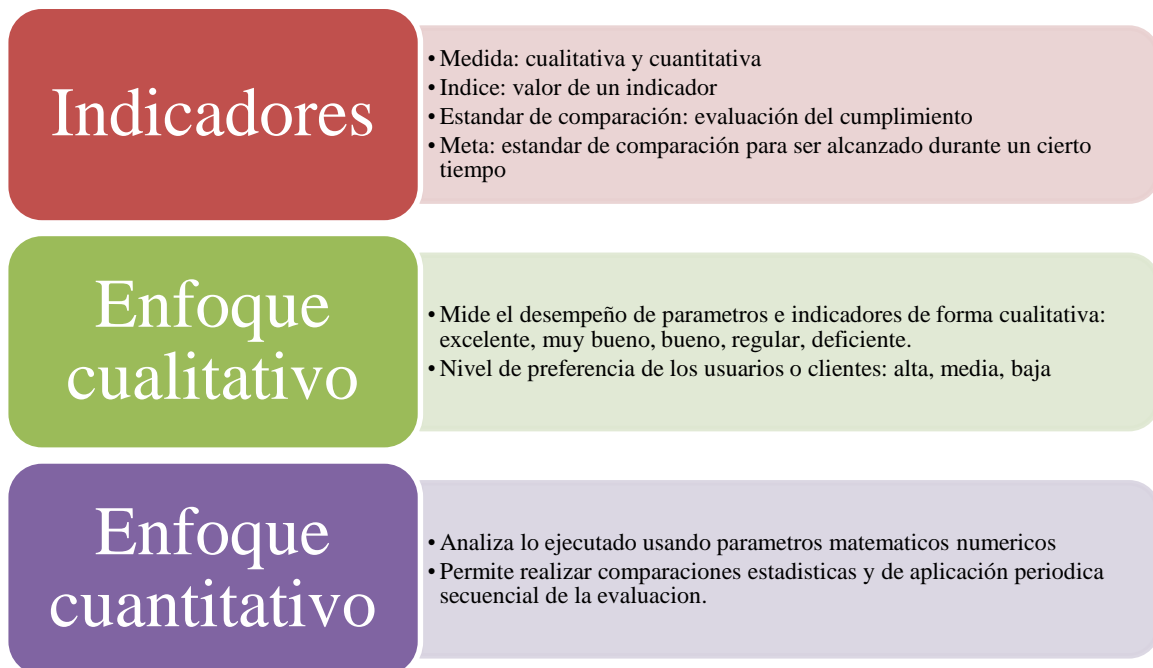 Indicadores
• Medida: cualitativa y cuantitativa
• Indice: valor de un indicador
• Estandar de comparación: evaluación del cumplimiento
• Meta: estandar de comparación para ser alcanzado durante un cierto
tiempo
Enfoque
cualitativo
• Mide el desempeño de parametros e indicadores de forma cualitativa:
excelente, muy bueno, bueno, regular, deficiente.
• Nivel de preferencia de los usuarios o clientes: alta, media, baja
Enfoque
cuantitativo
• Analiza lo ejecutado usando parametros matematicos numericos
• Permite realizar comparaciones estadisticas y de aplicación periodica
secuencial de la evaluacion.